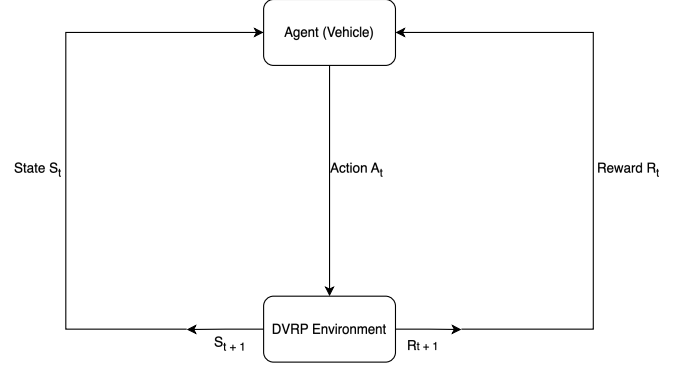 Agent (Vehicle)
State St
Action At
Reward Rt
DVRP Environment
St + 1
Rt + 1